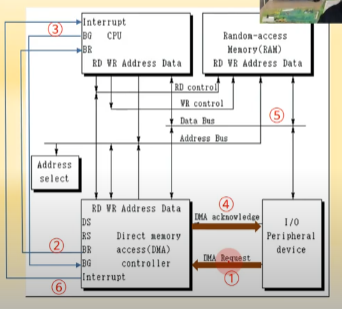 Interrupt
③
BG CPU
BR
RD WR Address Data
Random-access
Memory(RAM)
RD WR Address Data
RD control
WR control
Data Bus
⑤
Address Bus
Address
select
RD WR Address Data
④
DMA acknowledge
DS
RS Direct memory
② BR access(DMA)
BG controller
⑥ Interrupt
I/O
Peripheral
device
DMA Request
①